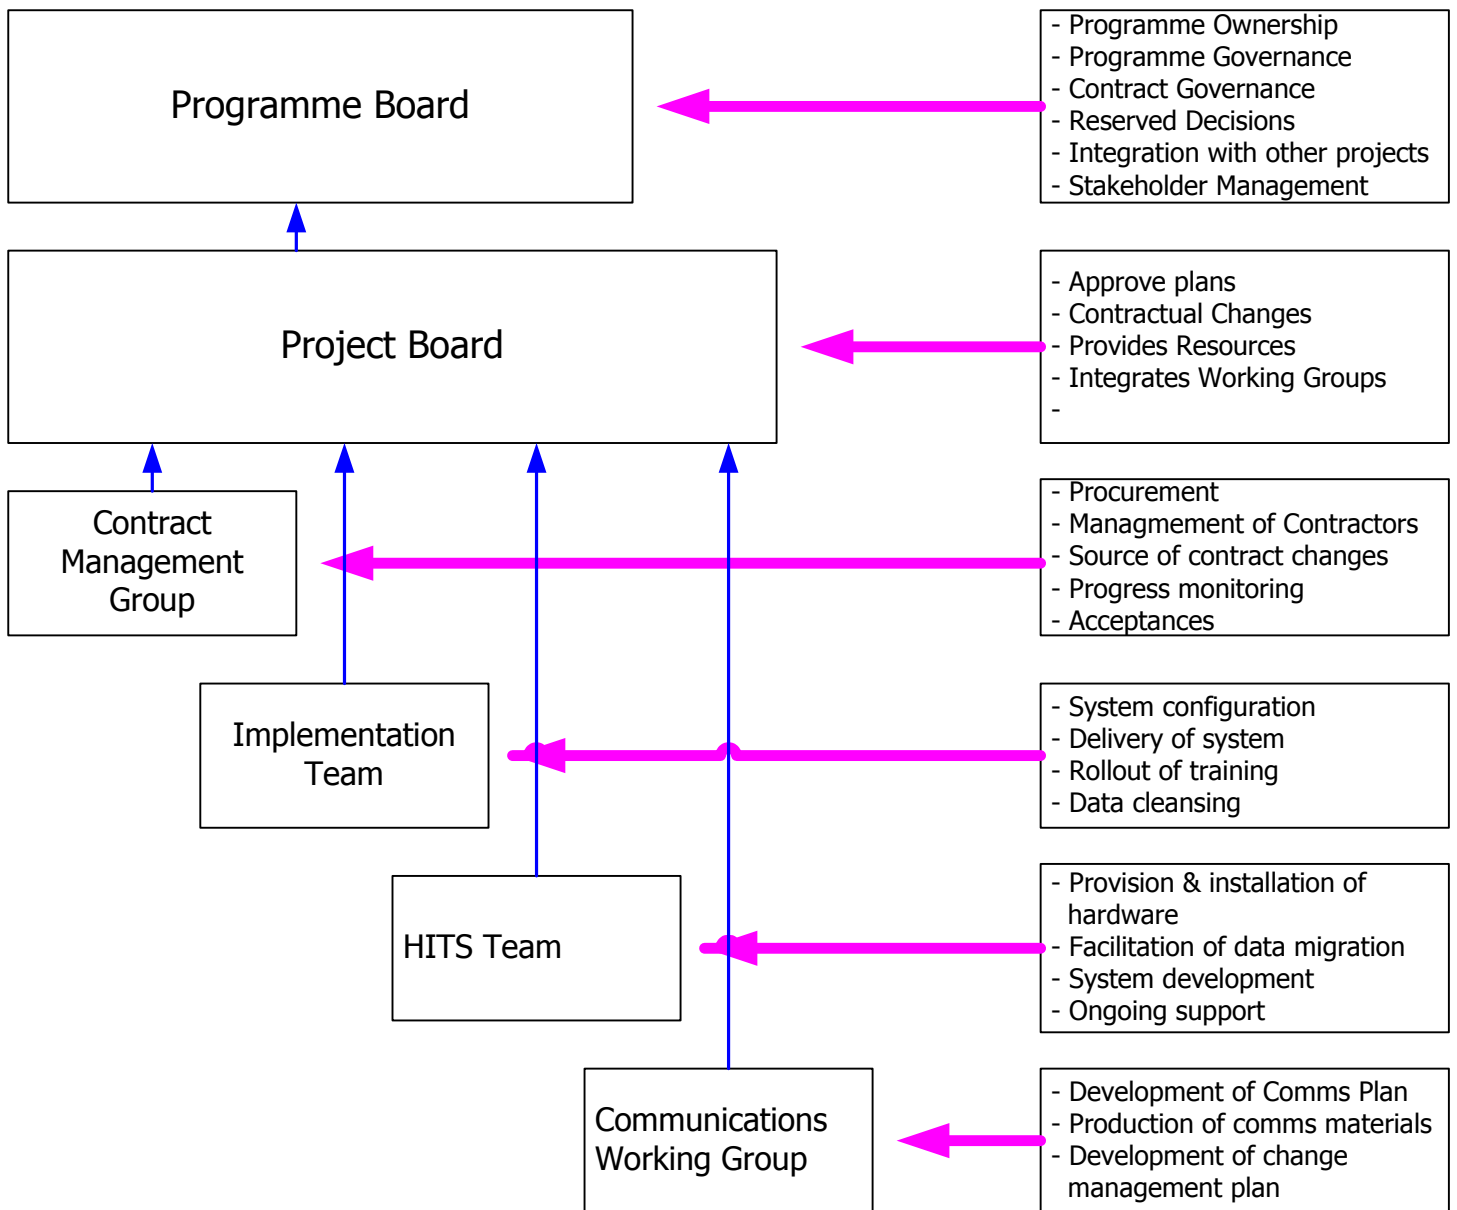 Programme Board
- Programme Ownership
- Programme Governance
- Contract Governance
- Reserved Decisions
- Integration with other projects
- Stakeholder Management
Project Board
- Approve plans
- Contractual Changes
- Provides Resources
- Integrates Working Groups
-
Contract
Management
Group
- Procurement
- Managmement of Contractors
- Source of contract changes
- Progress monitoring
- Acceptances
Implementation
Team
- System configuration
- Delivery of system
- Rollout of training
- Data cleansing
HITS Team
- Provision & installation of
hardware
- Facilitation of data migration
- System development
- Ongoing support
Communications
Working Group
- Development of Comms Plan
- Production of comms materials
- Development of change
management plan